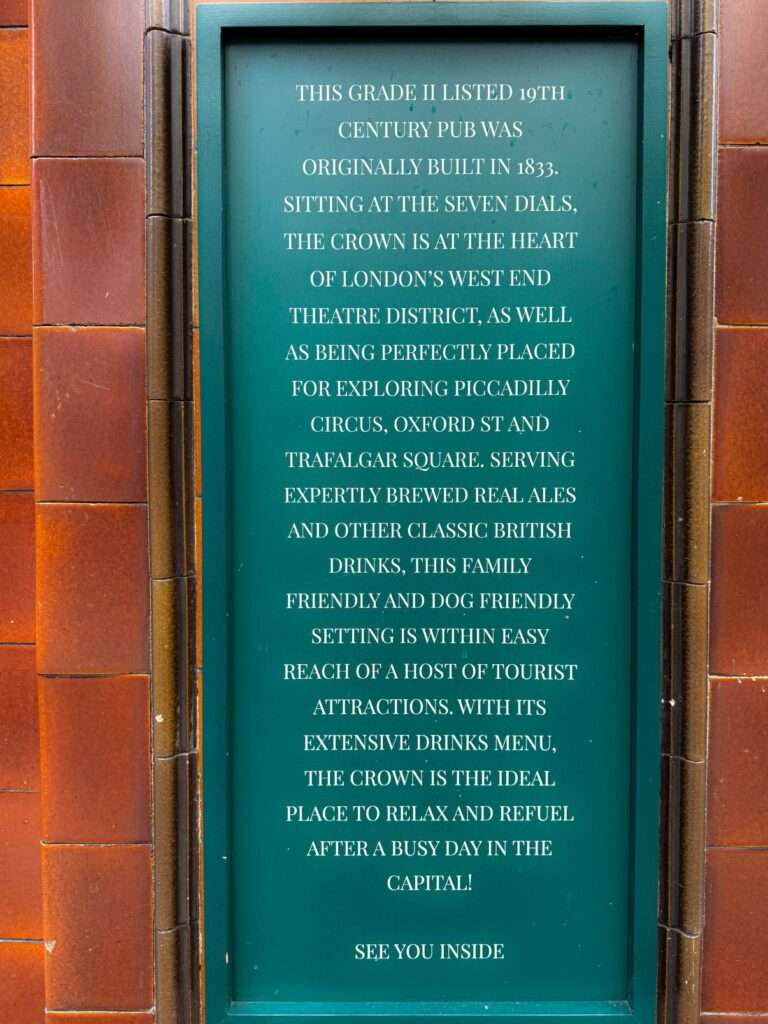 THIS GRADE II LISTED 19TH
CENTURY PUB WAS
ORIGINALLY BUILT IN 1833.
SITTING AT THE SEVEN DIALS,
THE CROWN IS AT THE HEART
OF LONDON'S WEST END
THEATRE DISTRICT, AS WELL
AS BEING PERFECTLY PLACED
FOR EXPLORING PICCADILLY
CIRCUS, OXFORD ST AND
TRAFALGAR SQUARE. SERVING
EXPERTLY BREWED REAL ALES
AND OTHER CLASSIC BRITISH
DRINKS, THIS FAMILY
FRIENDLY AND DOG FRIENDLY
SETTING IS WITHIN EASY
REACH OF A HOST OF TOURIST
ATTRACTIONS. WITH ITS
EXTENSIVE DRINKS MENU,
THE CROWN IS THE IDEAL
PLACE TO RELAX AND REFUEL
AFTER A BUSY DAY IN THE
CAPITAL!
SEE YOU INSIDE